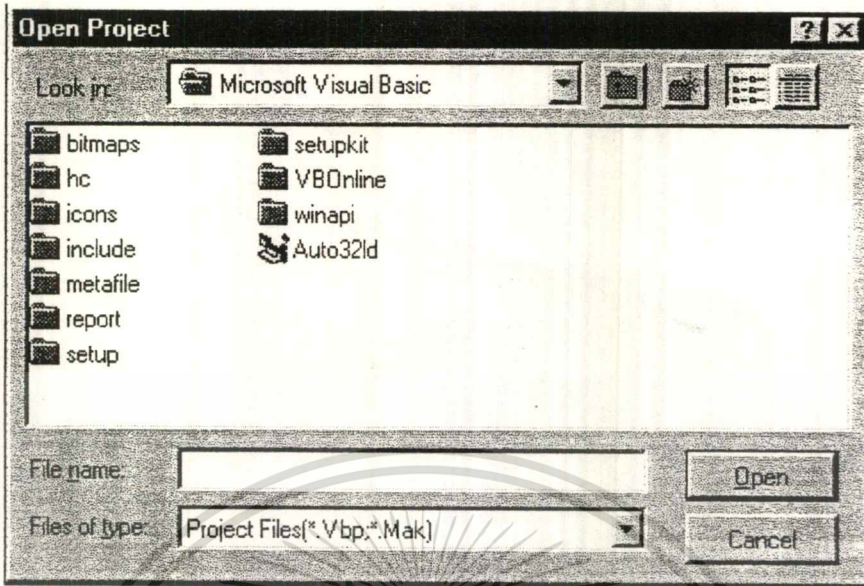 Open Project
Look in: Microsoft Visual Basic
bitmaps
hc
icons
include
metafile
report
setup
setupkit
VBOnline
winapi
Auto32ld
File name:
Open
Files of type: Project Files(*.Vbp;*.Mak)
Cancel